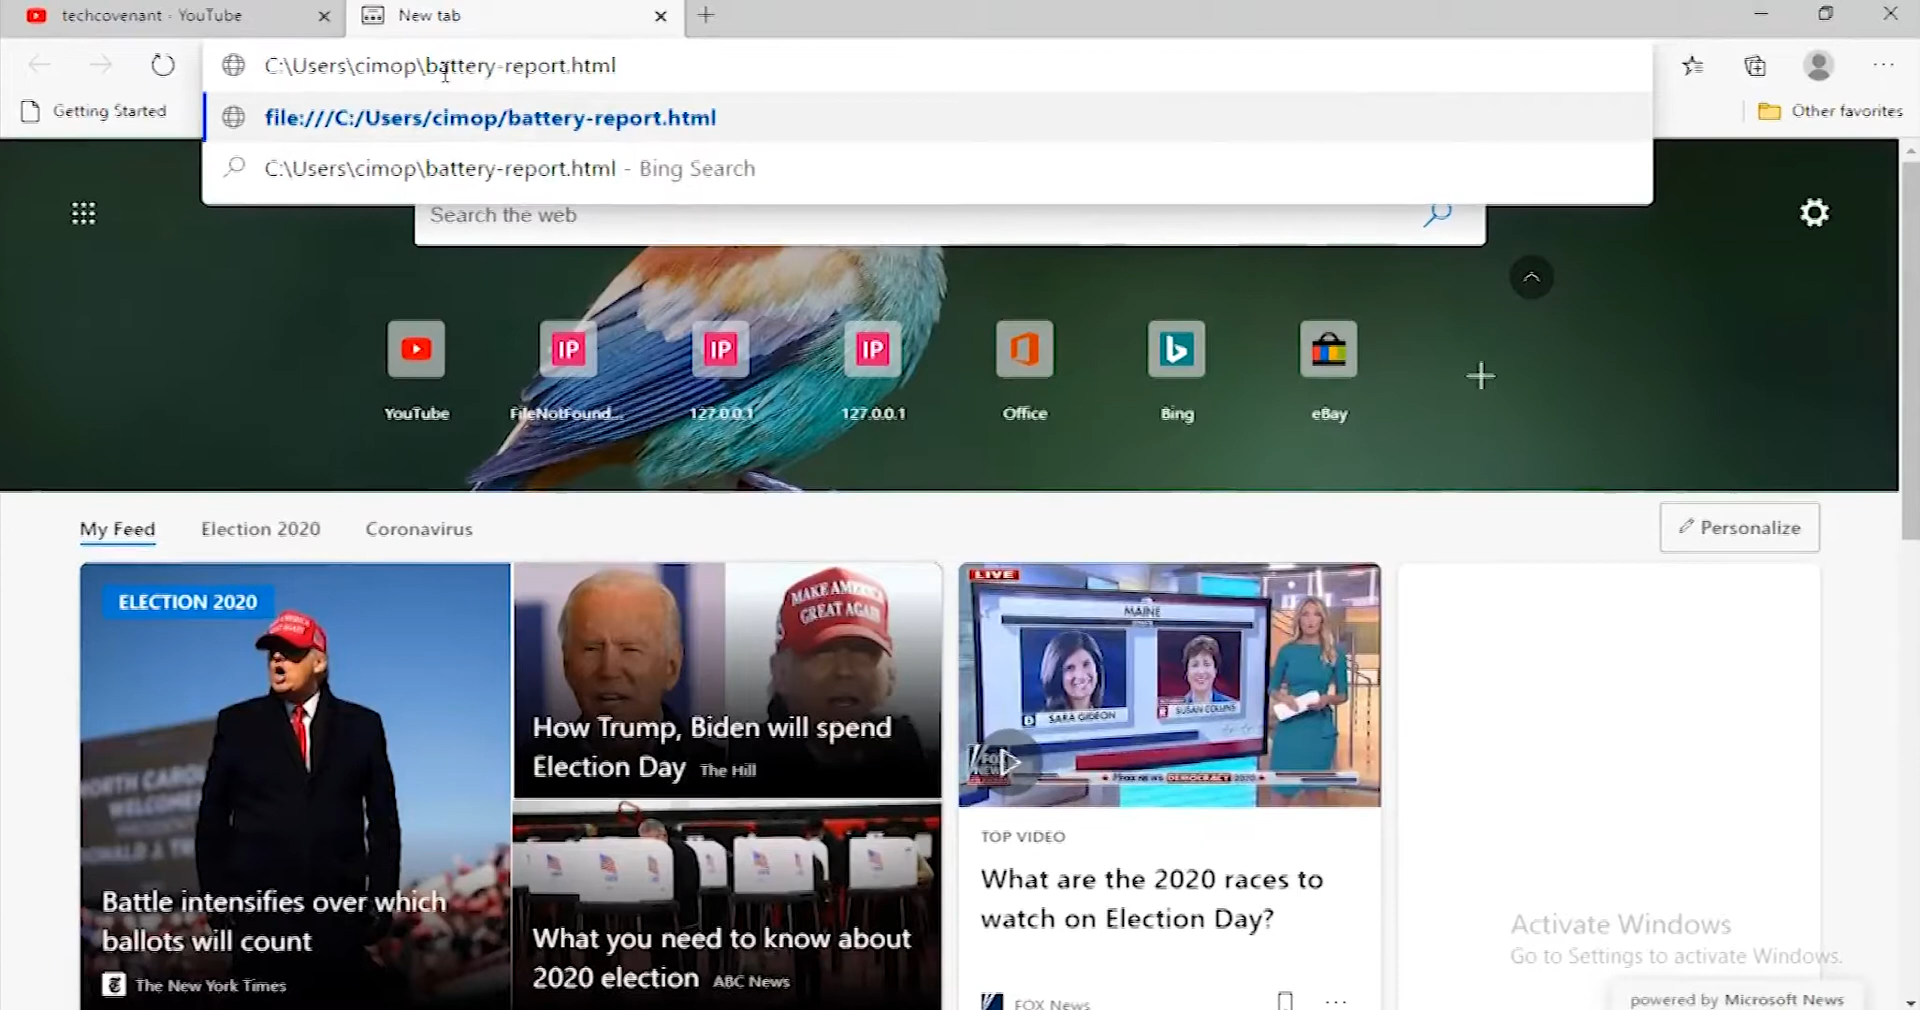 techcovenant - YouTube
New tab
C:\Users\cimop\battery-report.html
file:///C:/Users/cimop/battery-report.html
C:\Users\cimop\battery-report.html - Bing Search
Getting Started
Other favorites
Search the web
IP
IP
IP
YouTube
FileNotFound...
127.0.0.1
127.0.0.1
Office
Bing
eBay
My Feed
Election 2020
Coronavirus
Personalize
ELECTION 2020
MAKE AMERICA
GREAT AGAIN
LIVE
MAINE
SARA GIDEON
SUSAN COLLINS
How Trump, Biden will spend
Election Day The Hill
NORTH CAROL
WELCOME
DEMOCRACY 2020
TOP VIDEO
What are the 2020 races to
watch on Election Day?
Battle intensifies over which
ballots will count
The New York Times
What you need to know about
2020 election ABC News
FOX News
Activate Windows
Go to Settings to activate Windows.
powered by Microsoft News